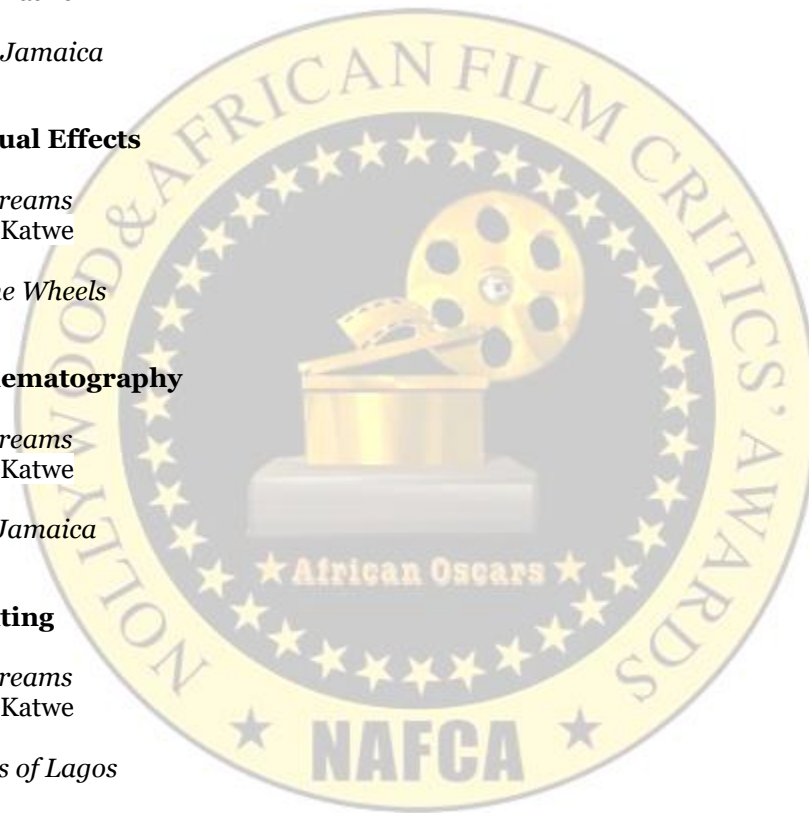 Jamaica
ual Effects
reams
Katwe
e Wheels
ematography
reams
Katwe
Jamaica
ting
reams
Katwe
s of Lagos
NOLLYWOOD & AFRICAN FILM CRITICS' AWARDS
African Oscars
NAFCA